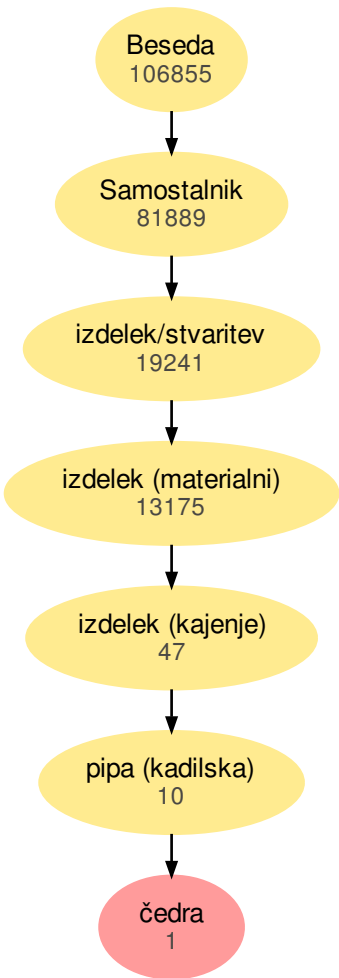 Beseda
106855
Samostalnik
81889
izdelek/stvaritev
19241
izdelek (materialni)
13175
izdelek (kajenje)
47
pipa (kadilska)
10
čedra
1